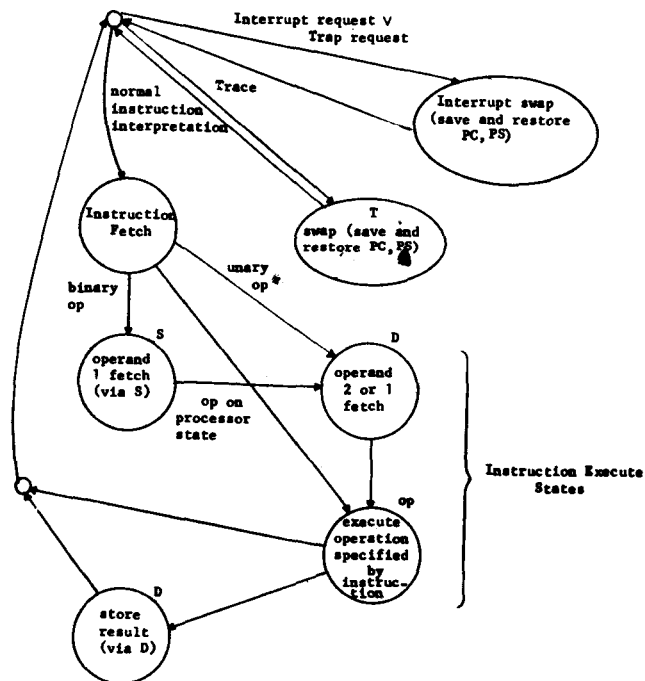 Interrupt request v
Trap request
normal
instruction
interpretation
Trace
Interrupt swap
(save and restore
PC, PS)
T
swap (save and
restore PC, PS)
Instruction
Fetch
unary
op
binary
op
S
operand
1 fetch
(via S)
op on
processor
state
D
operand
2 or 1
fetch
Instruction Execute
States
op
execute
operation
specified
by
instruc-
tion
D
store
result
(via D)